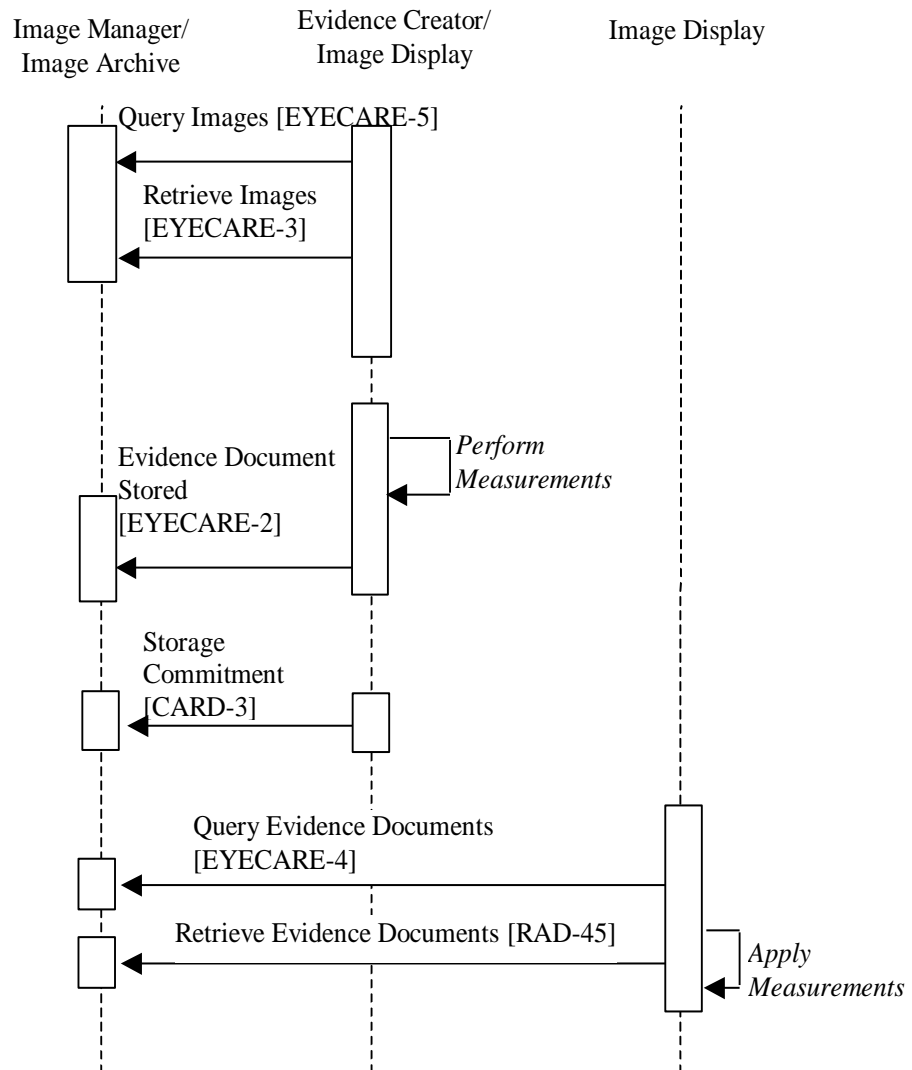 Image Manager/
Image Archive
Evidence Creator/
Image Display
Image Display
Query Images [EYECARE-5]
Retrieve Images
[EYECARE-3]
Perform
Measurements
Evidence Document
Stored
[EYECARE-2]
Storage
Commitment
[CARD-3]
Query Evidence Documents
[EYECARE-4]
Retrieve Evidence Documents [RAD-45]
Apply
Measurements